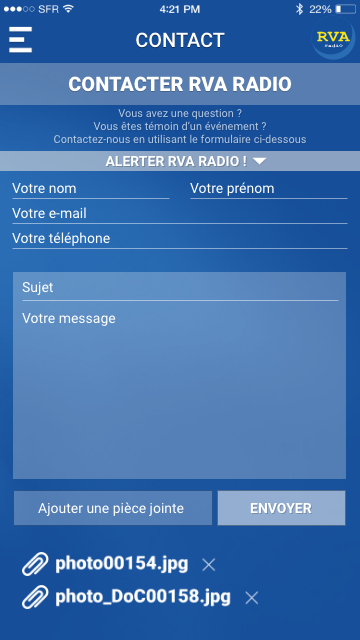 SFR 4:21 PM 22%
CONTACT
RVA
radio
CONTACTER RVA RADIO
Vous avez une question ?
Vous êtes témoin d'un événement ?
Contactez-nous en utilisant le formulaire ci-dessous
ALERTER RVA RADIO !
Votre nom Votre prénom
Votre e-mail
Votre téléphone
Sujet
Votre message
Ajouter une pièce jointe ENVOYER
photo00154.jpg
photo_DoC00158.jpg